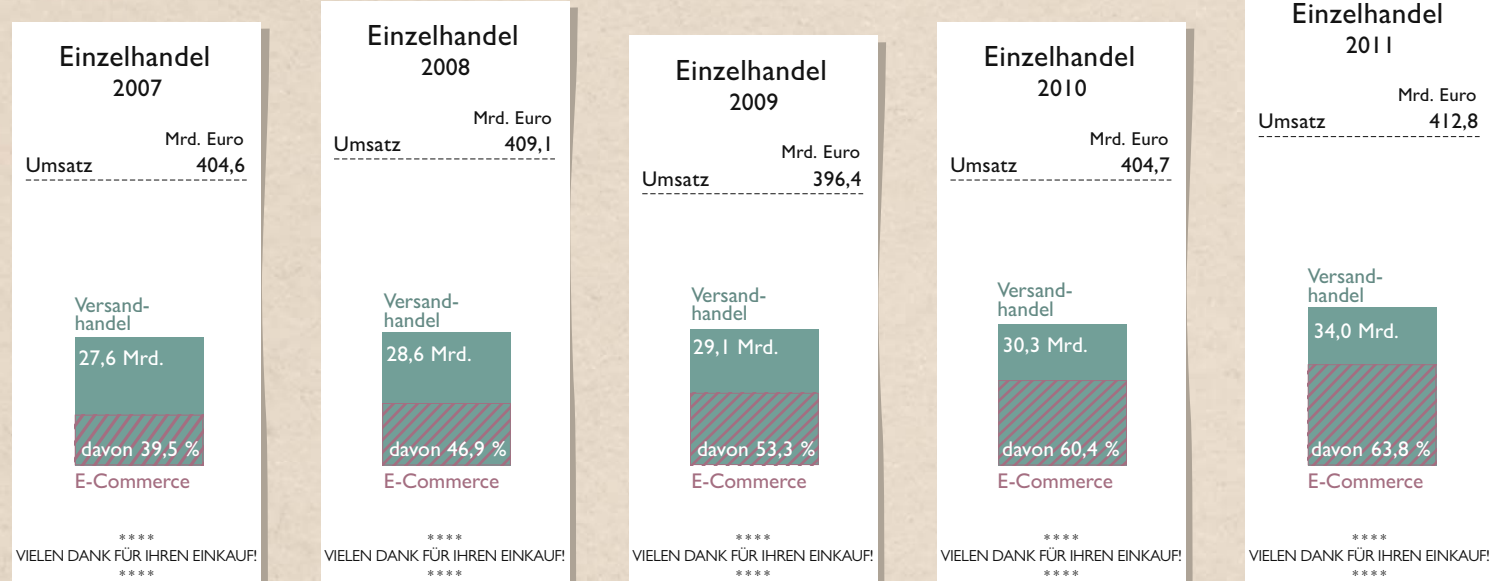 Einzelhandel
2007
Mrd. Euro
Umsatz 404,6
Versand-
handel
27,6 Mrd.
davon 39,5 %
E-Commerce
****
VIELEN DANK FÜR IHREN EINKAUF!
****
Einzelhandel
2008
Mrd. Euro
Umsatz 409,1
Versand-
handel
28,6 Mrd.
davon 46,9 %
E-Commerce
****
VIELEN DANK FÜR IHREN EINKAUF!
****
Einzelhandel
2009
Mrd. Euro
Umsatz 396,4
Versand-
handel
29,1 Mrd.
davon 53,3 %
E-Commerce
****
VIELEN DANK FÜR IHREN EINKAUF!
****
Einzelhandel
2010
Mrd. Euro
Umsatz 404,7
Versand-
handel
30,3 Mrd.
davon 60,4 %
E-Commerce
****
VIELEN DANK FÜR IHREN EINKAUF!
****
Einzelhandel
2011
Mrd. Euro
Umsatz 412,8
Versand-
handel
34,0 Mrd.
davon 63,8 %
E-Commerce
****
VIELEN DANK FÜR IHREN EINKAUF!
****